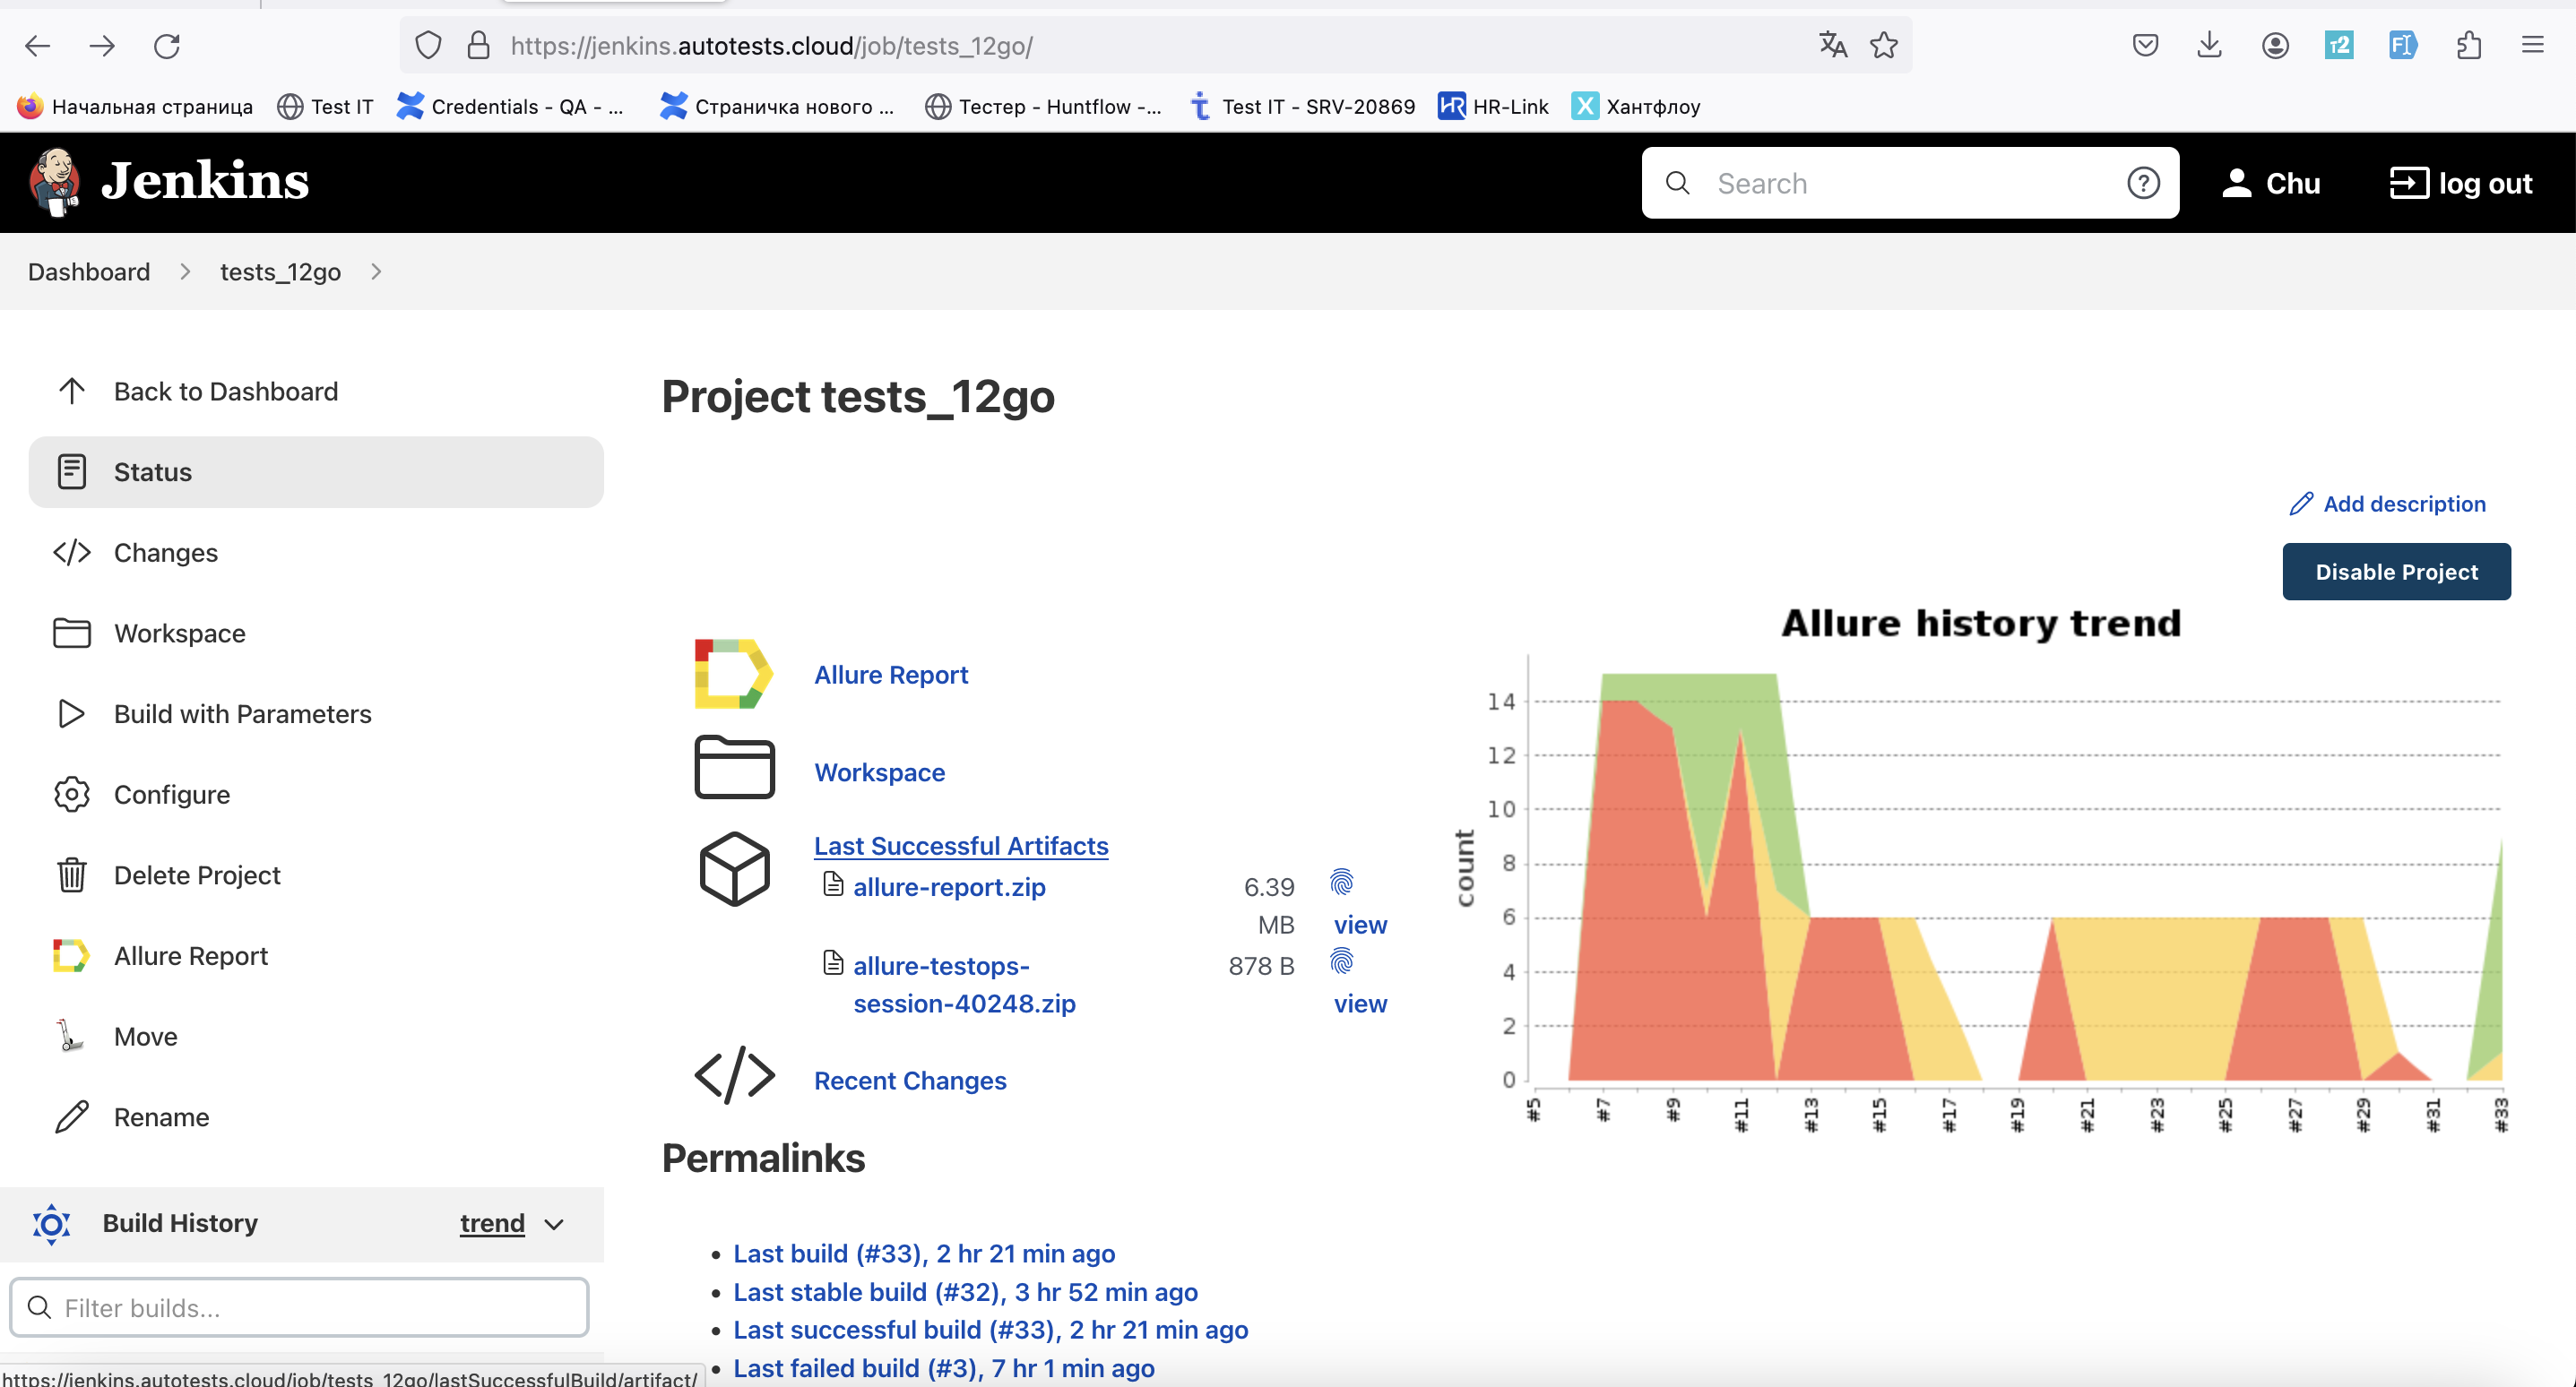 https://jenkins.autotests.cloud/job/tests_12go/
Начальная страница
Test IT
Credentials - QA - ...
Страничка нового ...
Тестер - Huntflow -...
Test IT - SRV-20869
HR-Link
Хантфлоу
Jenkins
Search
Chu
log out
Dashboard
tests_12go
Back to Dashboard
Status
Changes
Workspace
Build with Parameters
Configure
Delete Project
Allure Report
Move
Rename
Build History
trend
Filter builds...
Project tests_12go
Add description
Disable Project
Allure Report
Workspace
Last Successful Artifacts
allure-report.zip
6.39
MB
view
allure-testops-
878 B
session-40248.zip
view
Recent Changes
Allure history trend
count
14
12
10
8
6
4
2
0
#5
#7
#9
#11
#13
#15
#17
#19
#21
#23
#25
#27
#29
#31
#33
Permalinks
Last build (#33), 2 hr 21 min ago
Last stable build (#32), 3 hr 52 min ago
Last successful build (#33), 2 hr 21 min ago
Last failed build (#3), 7 hr 1 min ago
https://jenkins.autotests.cloud/job/tests_12go/lastSuccessfulBuild/artifact/